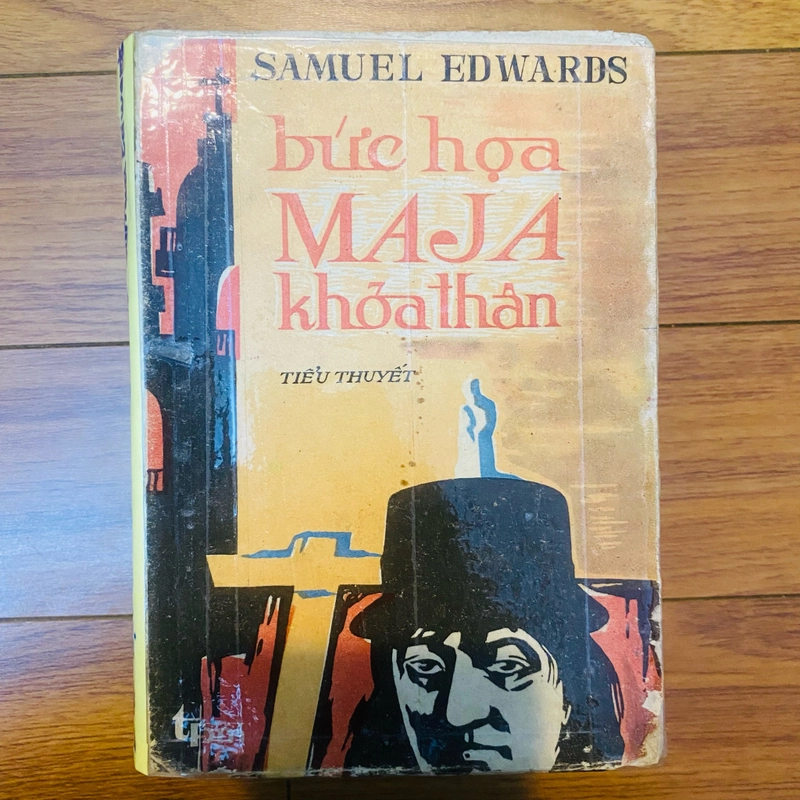 SAMUEL EDWARDS
bức họa
MAJA
khỏa thân
TIỂU THUYẾT